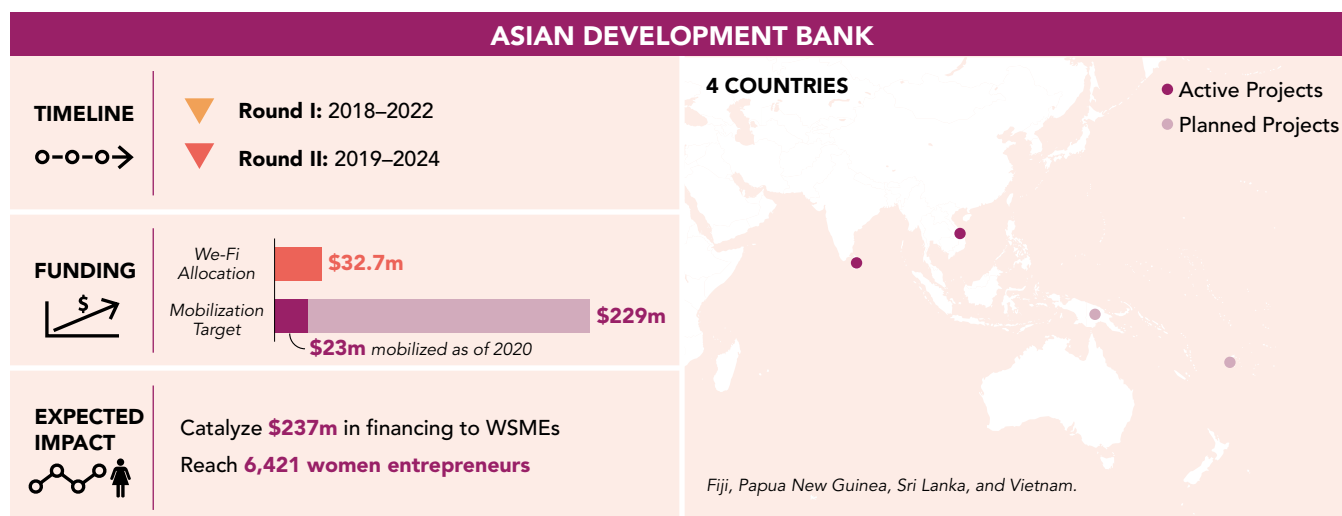 ASIAN DEVELOPMENT BANK
TIMELINE
Round I: 2018–2022
Round II: 2019–2024
FUNDING
$
We-Fi
Allocation
$32.7m
Mobilization
Target
$229m
$23m mobilized as of 2020
EXPECTED
IMPACT
Catalyze $237m in financing to WSMEs
Reach 6,421 women entrepreneurs
4 COUNTRIES
Active Projects
Planned Projects
Fiji, Papua New Guinea, Sri Lanka, and Vietnam.